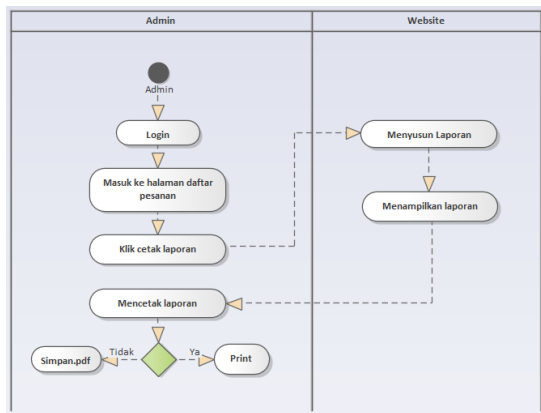 Admin
Website
Admin
Login
Masuk ke halaman daftar
pesanan
Klik cetak laporan
Menyusun Laporan
Menampilkan laporan
Mencetak laporan
Tidak
Ya
Simpan.pdf
Print